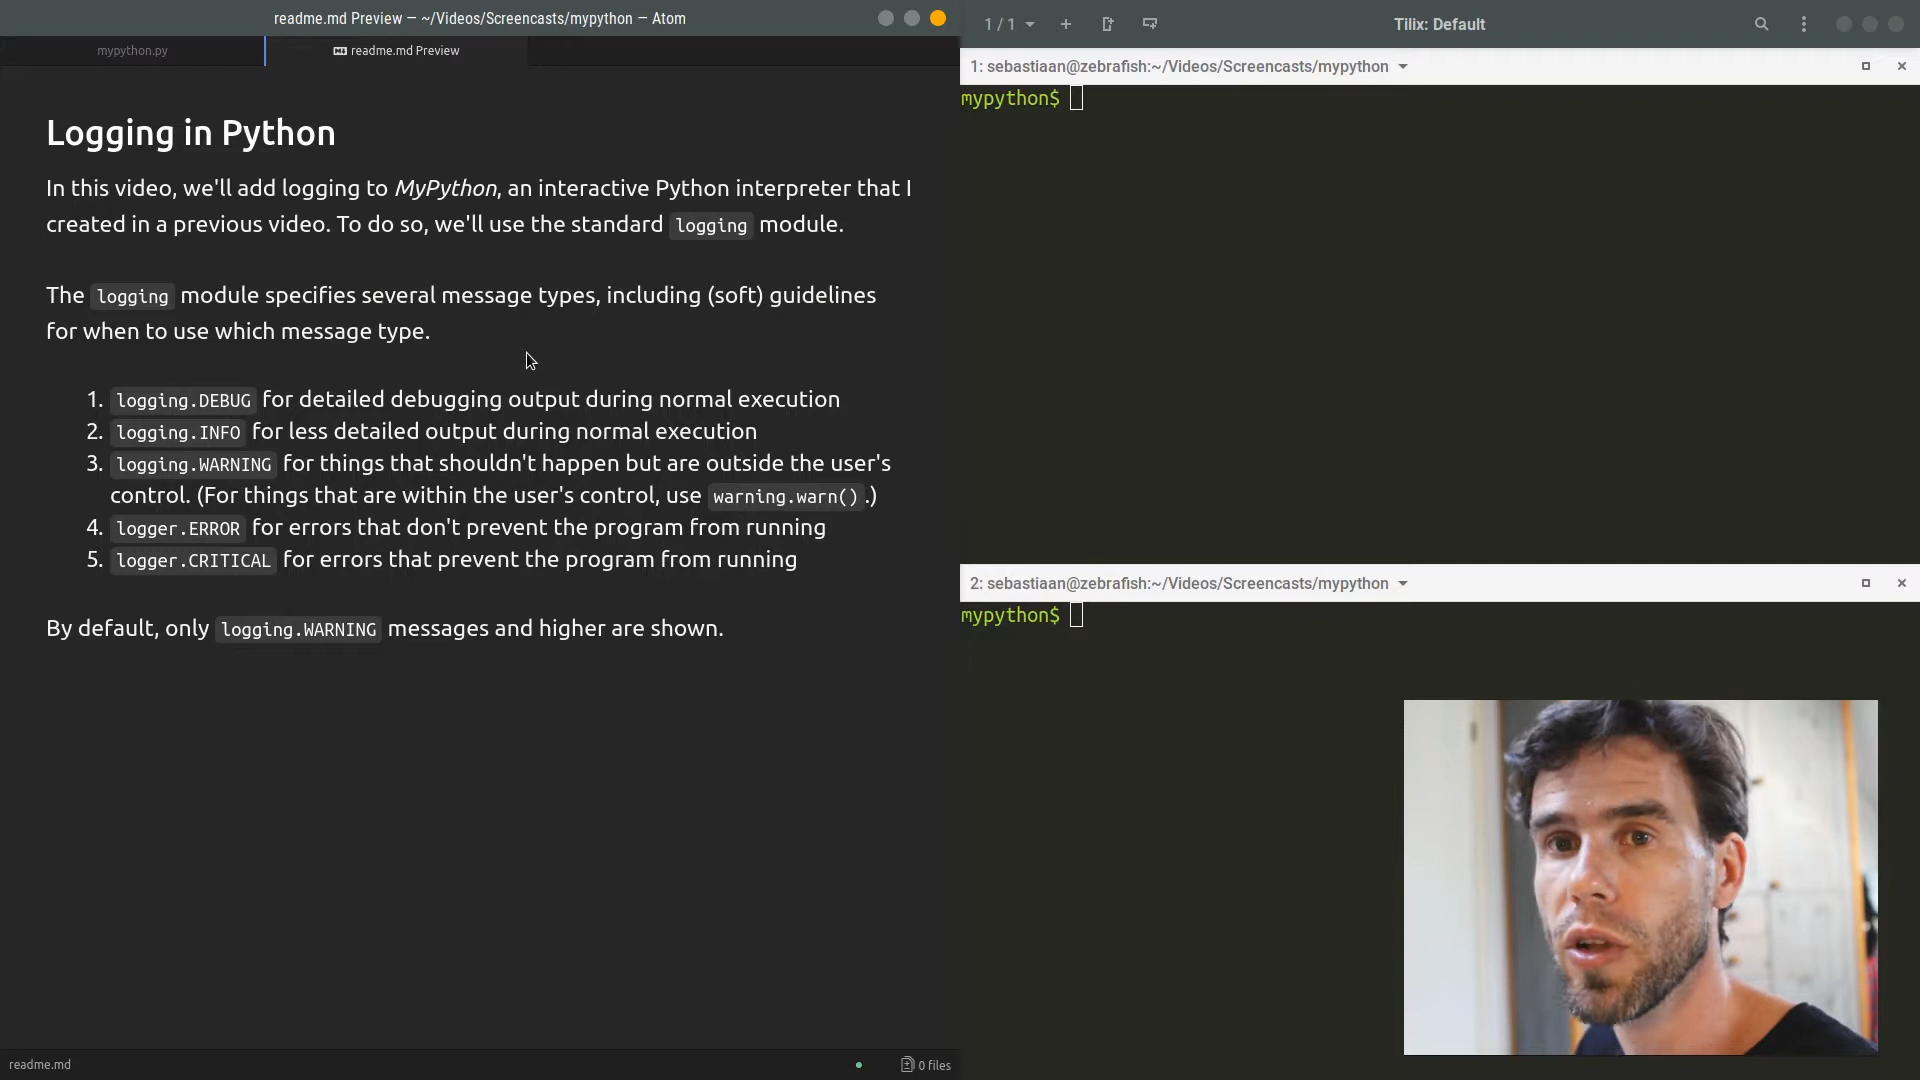 readme.md Preview — ~/Videos/Screencasts/mypython — Atom
mypython.py
readme.md Preview
Logging in Python
In this video, we'll add logging to MyPython, an interactive Python interpreter that I
created in a previous video. To do so, we'll use the standard logging module.
The logging module specifies several message types, including (soft) guidelines
for when to use which message type.
1. logging.DEBUG for detailed debugging output during normal execution
2. logging.INFO for less detailed output during normal execution
3. logging.WARNING for things that shouldn't happen but are outside the user's
control. (For things that are within the user's control, use warning.warn().)
4. logger.ERROR for errors that don't prevent the program from running
5. logger.CRITICAL for errors that prevent the program from running
By default, only logging.WARNING messages and higher are shown.
readme.md
0 files
1 / 1
Tilix: Default
1: sebastiaan@zebrafish:~/Videos/Screencasts/mypython
mypython$
2: sebastiaan@zebrafish:~/Videos/Screencasts/mypython
mypython$